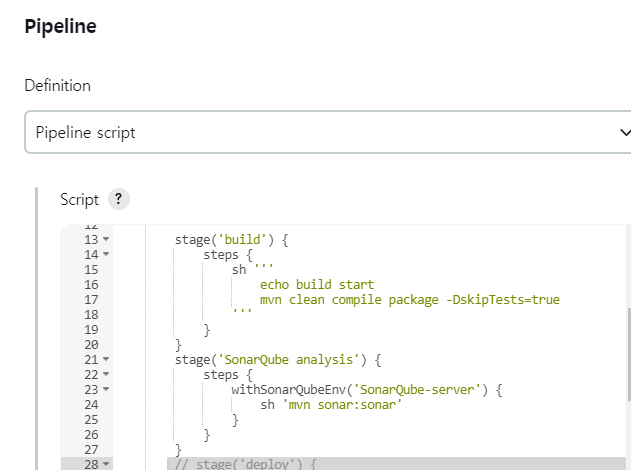 Pipeline
Definition
Pipeline script
Script ?
12
13 stage('build') {
14 steps {
15 sh '''
16 echo build start
17 mvn clean compile package -DskipTests=true
18 '''
19 }
20 }
21 stage('SonarQube analysis') {
22 steps {
23 withSonarQubeEnv('SonarQube-server') {
24 sh 'mvn sonar:sonar'
25 }
26 }
27 }
28 // stage('deploy') {